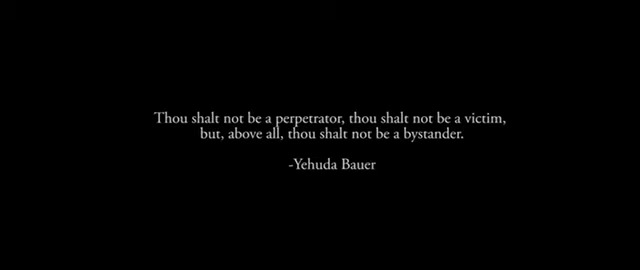 Thou shalt not be a perpetrator, thou shalt not be a victim,
but, above all, thou shalt not be a bystander.
-Yehuda Bauer